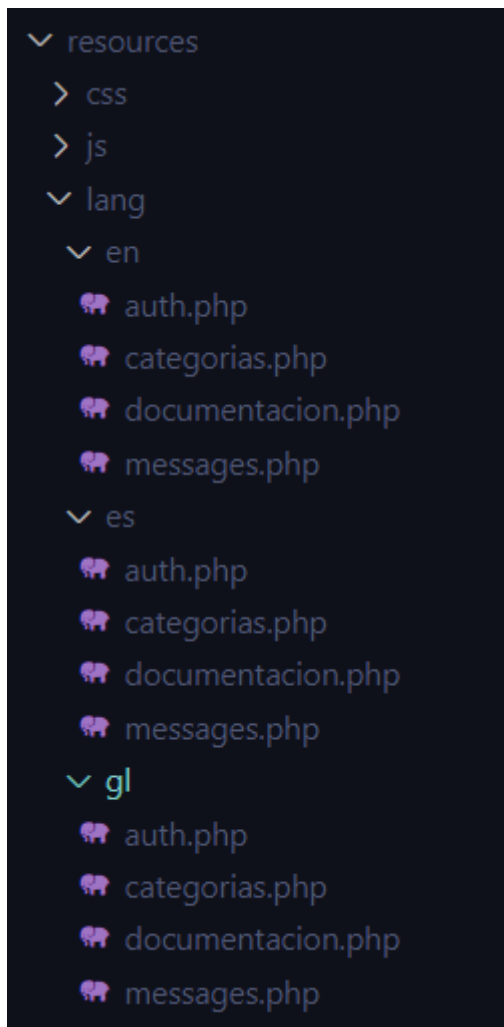 resources
css
js
lang
en
auth.php
categorias.php
documentacion.php
messages.php
es
auth.php
categorias.php
documentacion.php
messages.php
gl
auth.php
categorias.php
documentacion.php
messages.php